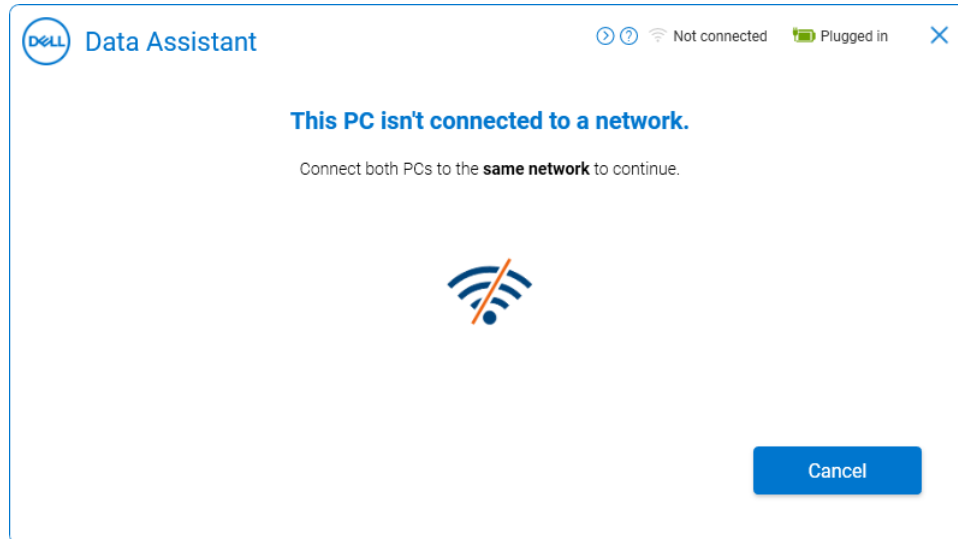 DELL Data Assistant ? Not connected Plugged in
This PC isn't connected to a network.
Connect both PCs to the same network to continue.
Cancel